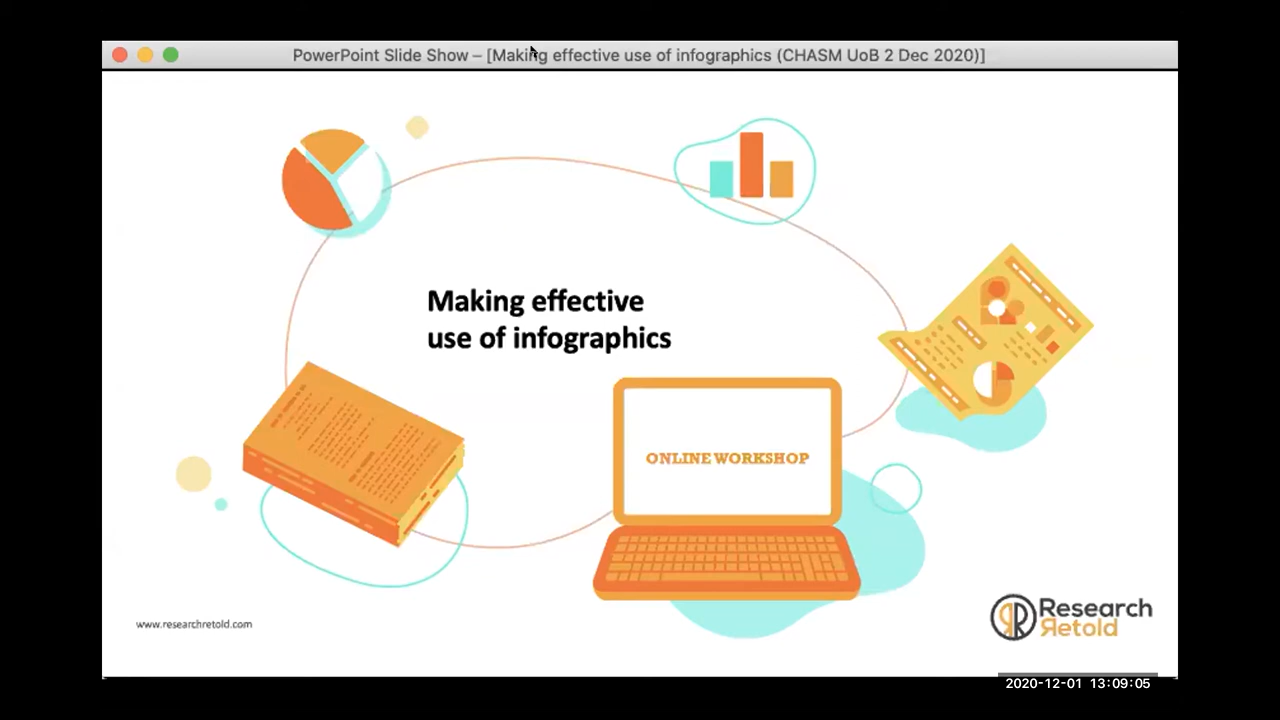 PowerPoint Slide Show – [Making effective use of infographics (CHASM UoB 2 Dec 2020)]
Making effective
use of infographics
ONLINE WORKSHOP
www.researchretold.com
Research
Retold
2020-12-01 13:09:05